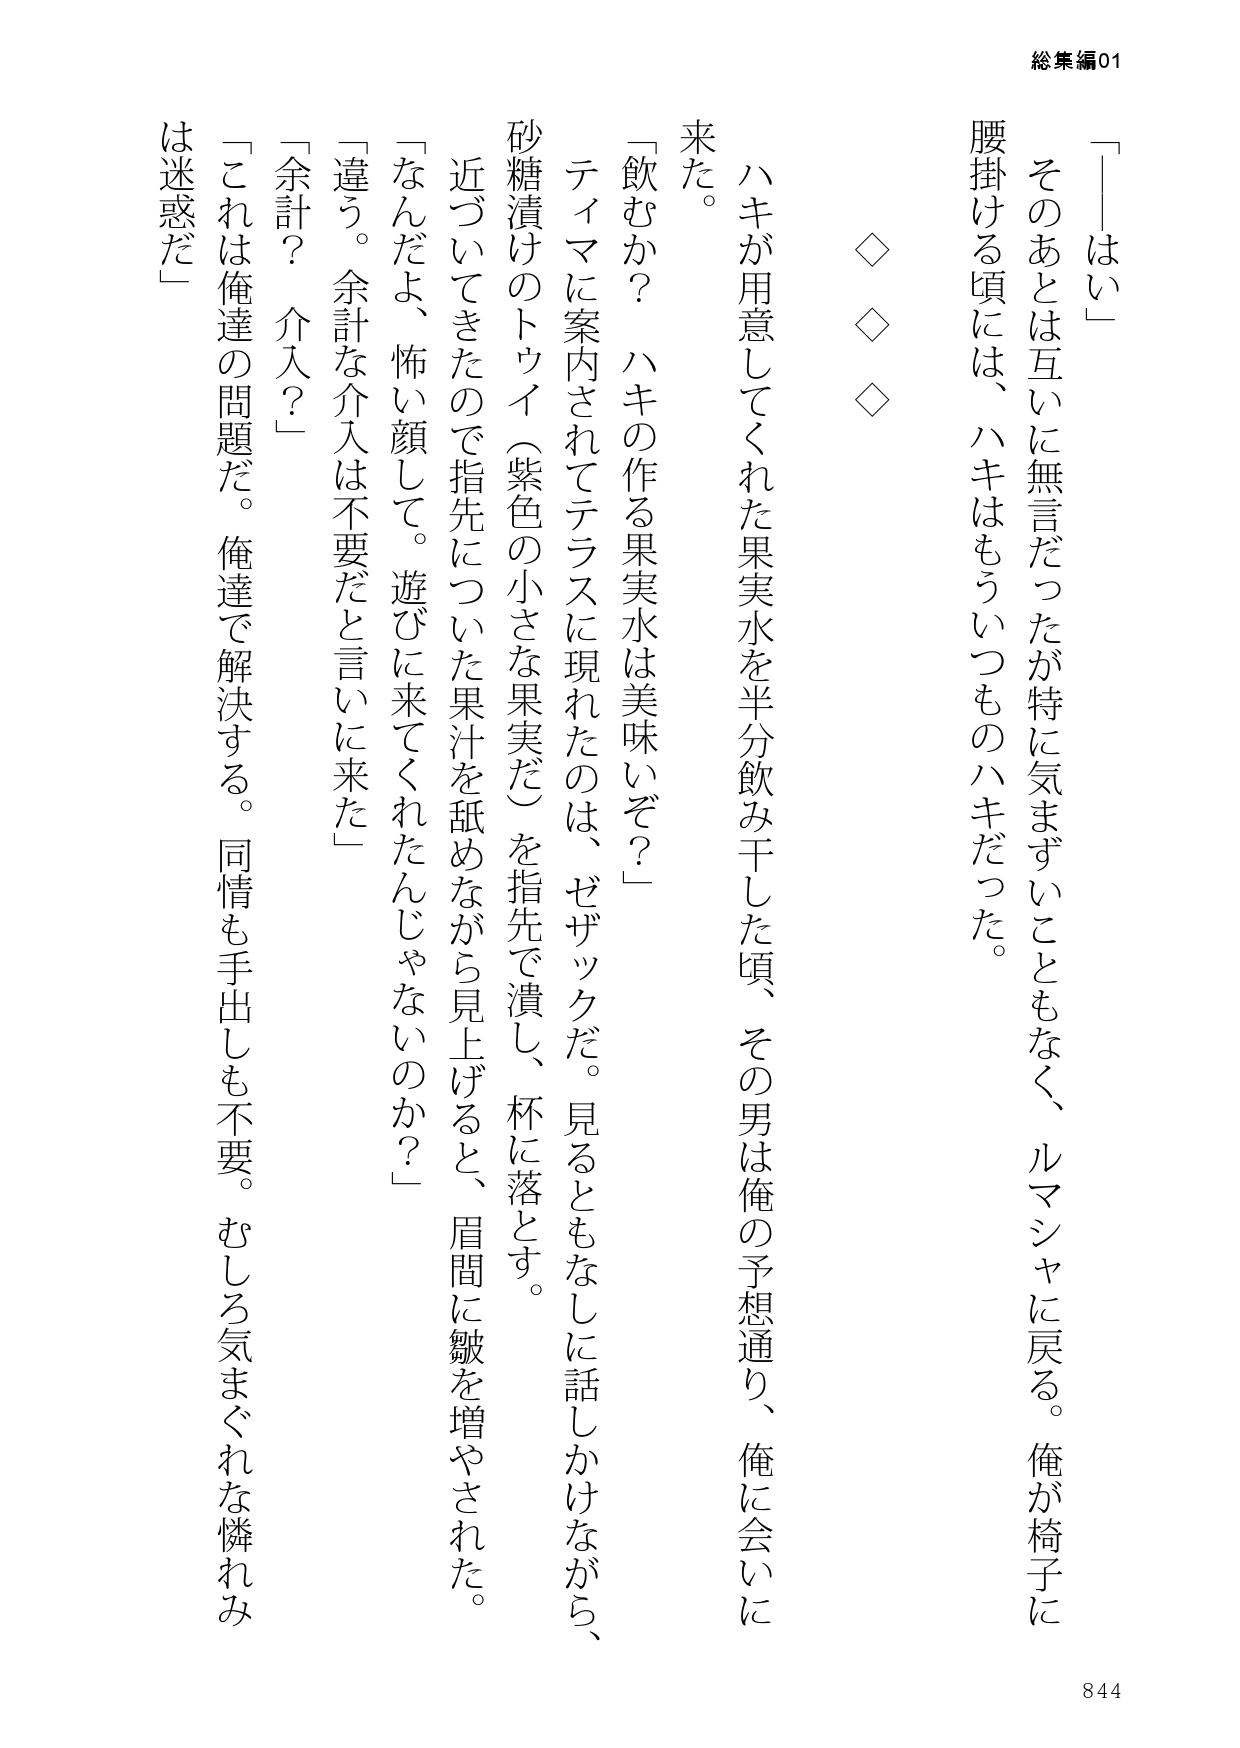 総集編01
「――はい」
　そのあとは互いに無言だったが特に気まずいこともなく、ルマシャに戻る。俺が椅子に
腰掛ける頃には、ハキはもういつものハキだった。
◇　◇　◇
　ハキが用意してくれた果実水を半分飲み干した頃、その男は俺の予想通り、俺に会いに
来た。
「飲むか？　ハキの作る果実水は美味いぞ？」
　ティマに案内されてテラスに現れたのは、ゼザックだ。見るともなしに話しかけながら、
砂糖漬けのトウイ（紫色の小さな果実だ）を指先で潰し、杯に落とす。
　近づいてきたので指先についた果汁を舐めながら見上げると、眉間に皺を増やされた。
「なんだよ、怖い顔して。遊びに来てくれたんじゃないのか？」
「違う。余計な介入は不要だと言いに来た」
「余計？　介入？」
「これは俺達の問題だ。俺達で解決する。同情も手出しも不要。むしろ気まぐれな憐れみ
は迷惑だ」
844